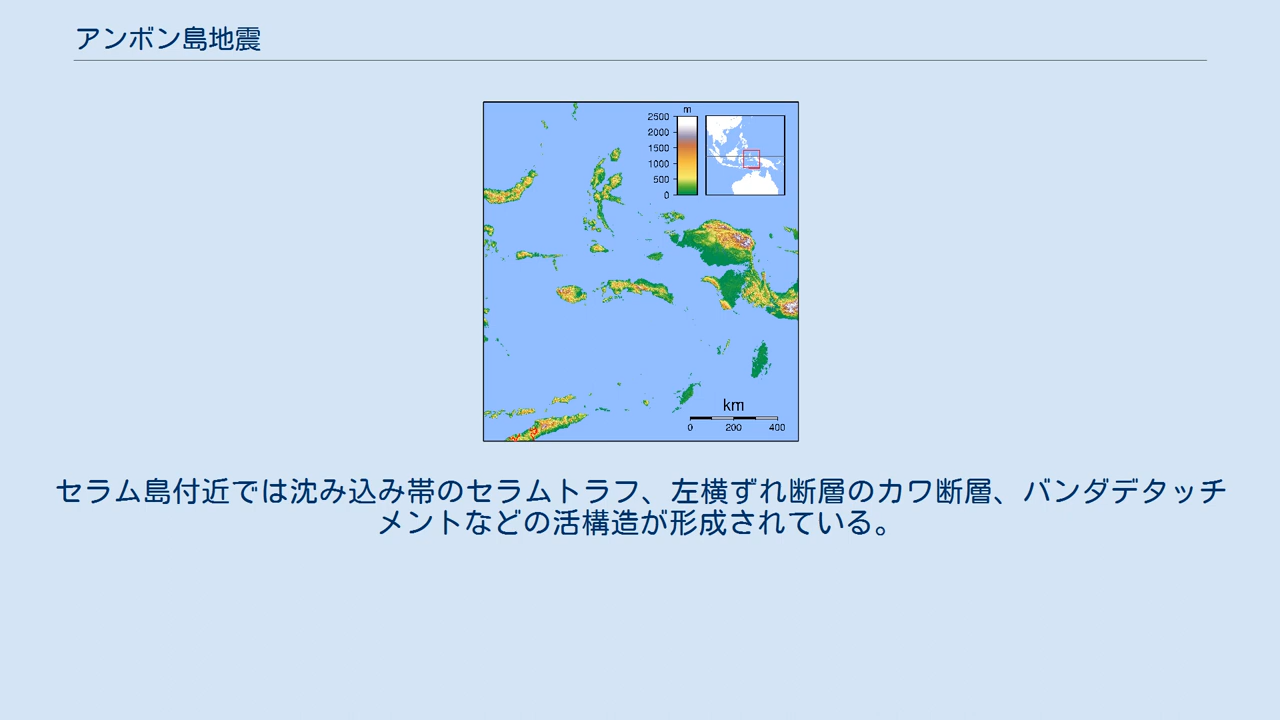 アンボン島地震
m
2500
2000
1500
1000
500
0
km
0 200 400
セラム島付近では沈み込み帯のセラムトラフ、左横ずれ断層のカワ断層、バンダデタッチ
メントなどの活構造が形成されている。